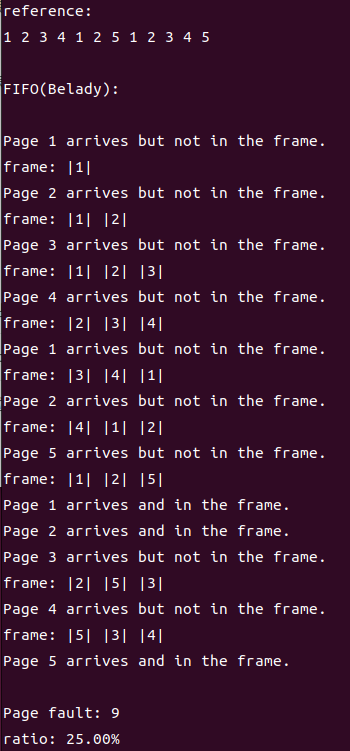 reference:
1 2 3 4 1 2 5 1 2 3 4 5
FIFO(Belady):
Page 1 arrives but not in the frame.
frame: |1|
Page 2 arrives but not in the frame.
frame: |1| |2|
Page 3 arrives but not in the frame.
frame: |1| |2| |3|
Page 4 arrives but not in the frame.
frame: |2| |3| |4|
Page 1 arrives but not in the frame.
frame: |3| |4| |1|
Page 2 arrives but not in the frame.
frame: |4| |1| |2|
Page 5 arrives but not in the frame.
frame: |1| |2| |5|
Page 1 arrives and in the frame.
Page 2 arrives and in the frame.
Page 3 arrives but not in the frame.
frame: |2| |5| |3|
Page 4 arrives but not in the frame.
frame: |5| |3| |4|
Page 5 arrives and in the frame.
Page fault: 9
ratio: 25.00%